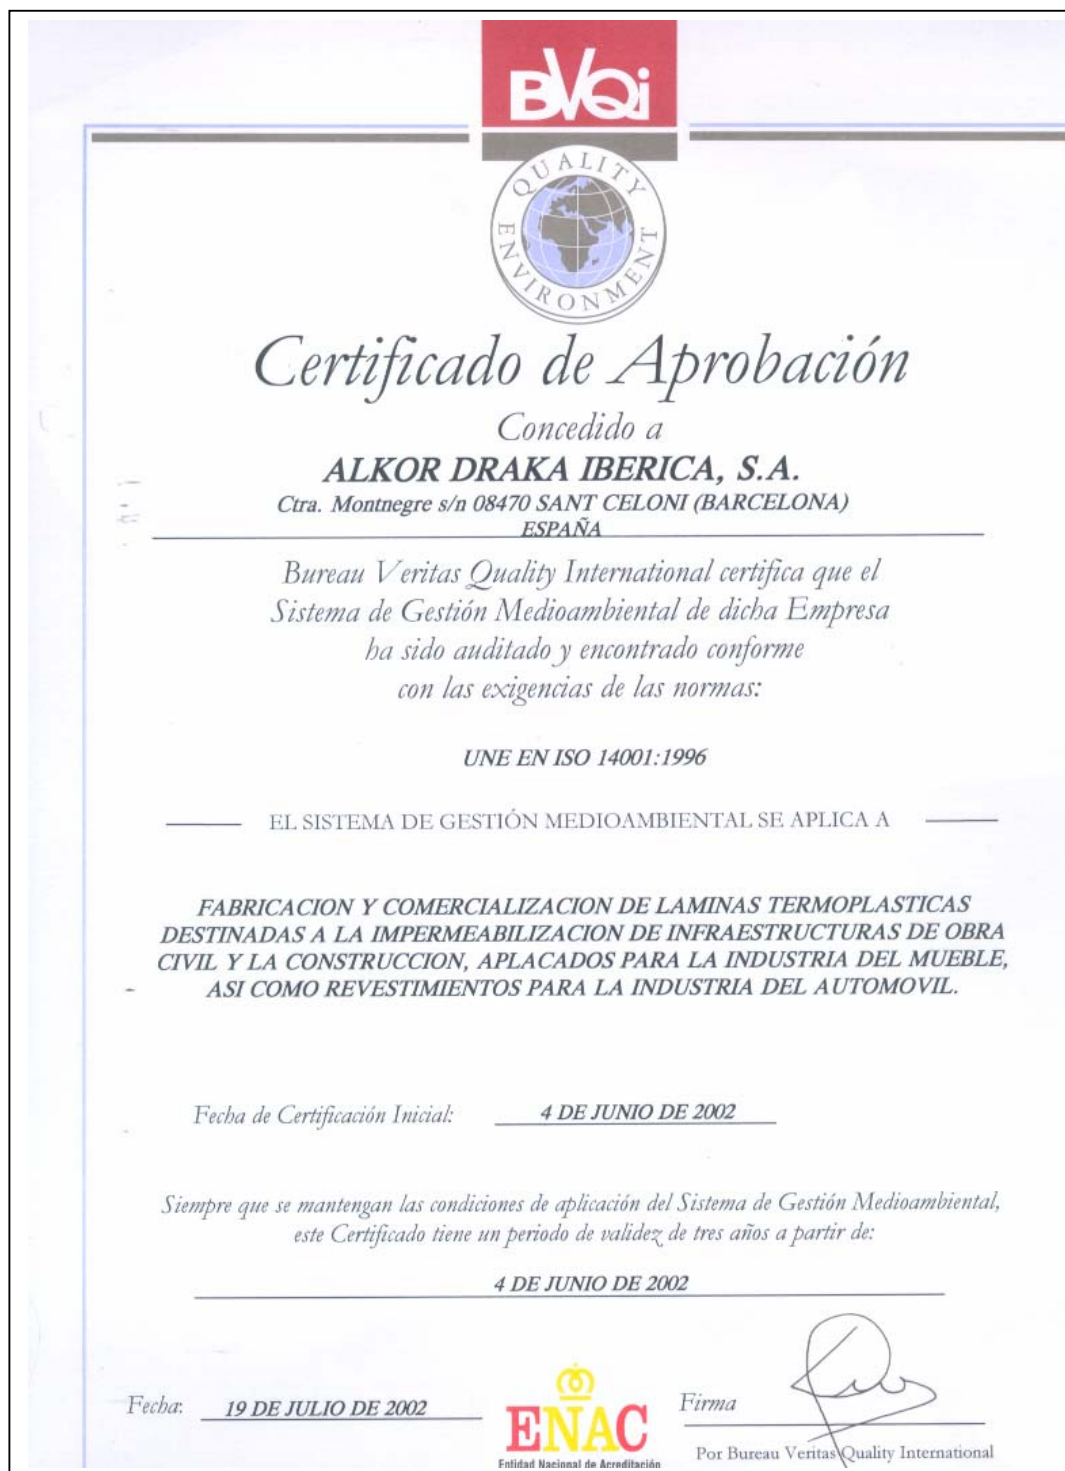 BVQi
QUALITY
ENVIRONMENT
Certificado de Aprobación
Concedido a
ALKOR DRAKA IBERICA, S.A.
Ctra. Montnegre s/n 08470 SANT CELONI (BARCELONA)
ESPAÑA
Bureau Veritas Quality International certifica que el
Sistema de Gestión Medioambiental de dicha Empresa
ha sido auditado y encontrado conforme
con las exigencias de las normas:
UNE EN ISO 14001:1996
EL SISTEMA DE GESTIÓN MEDIOAMBIENTAL SE APLICA A
FABRICACION Y COMERCIALIZACION DE LAMINAS TERMOPLASTICAS
DESTINADAS A LA IMPERMEABILIZACION DE INFRAESTRUCTURAS DE OBRA
CIVIL Y LA CONSTRUCCION, APLACADOS PARA LA INDUSTRIA DEL MUEBLE,
ASI COMO REVESTIMIENTOS PARA LA INDUSTRIA DEL AUTOMOVIL.
Fecha de Certificación Inicial: 4 DE JUNIO DE 2002
Siempre que se mantengan las condiciones de aplicación del Sistema de Gestión Medioambiental,
este Certificado tiene un periodo de validez de tres años a partir de:
4 DE JUNIO DE 2002
Fecha: 19 DE JULIO DE 2002
ENAC
Entidad Nacional de Acreditación
Firma
Por Bureau Veritas Quality International